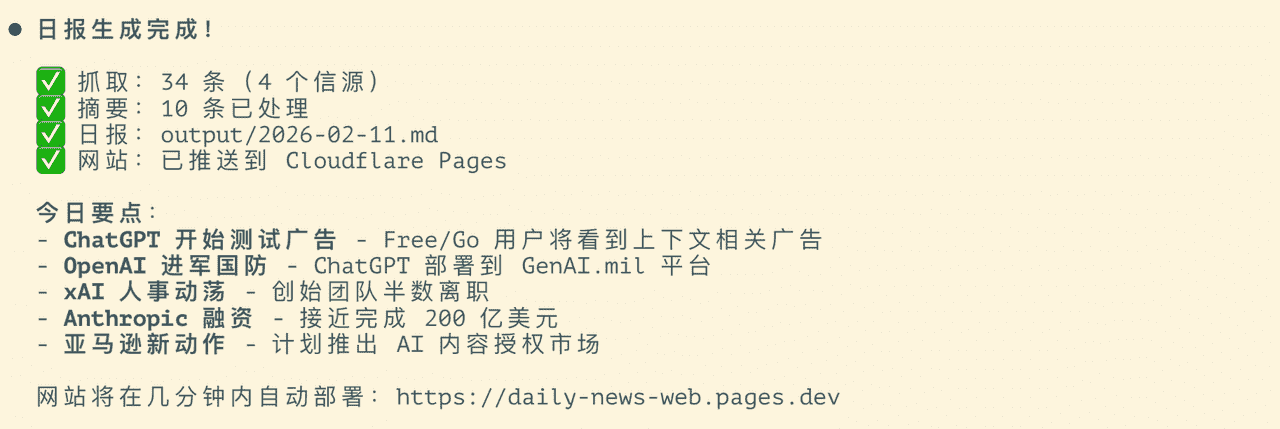 ● 日报生成完成！
✅ 抓取：34 条（4 个信源）
✅ 摘要：10 条已处理
✅ 日报：output/2026-02-11.md
✅ 网站：已推送到 Cloudflare Pages
今日要点：
- ChatGPT 开始测试广告 - Free/Go 用户将看到上下文相关广告
- OpenAI 进军国防 - ChatGPT 部署到 GenAI.mil 平台
- xAI 人事动荡 - 创始团队半数离职
- Anthropic 融资 - 接近完成 200 亿美元
- 亚马逊新动作 - 计划推出 AI 内容授权市场
网站将在几分钟内自动部署：https://daily-news-web.pages.dev